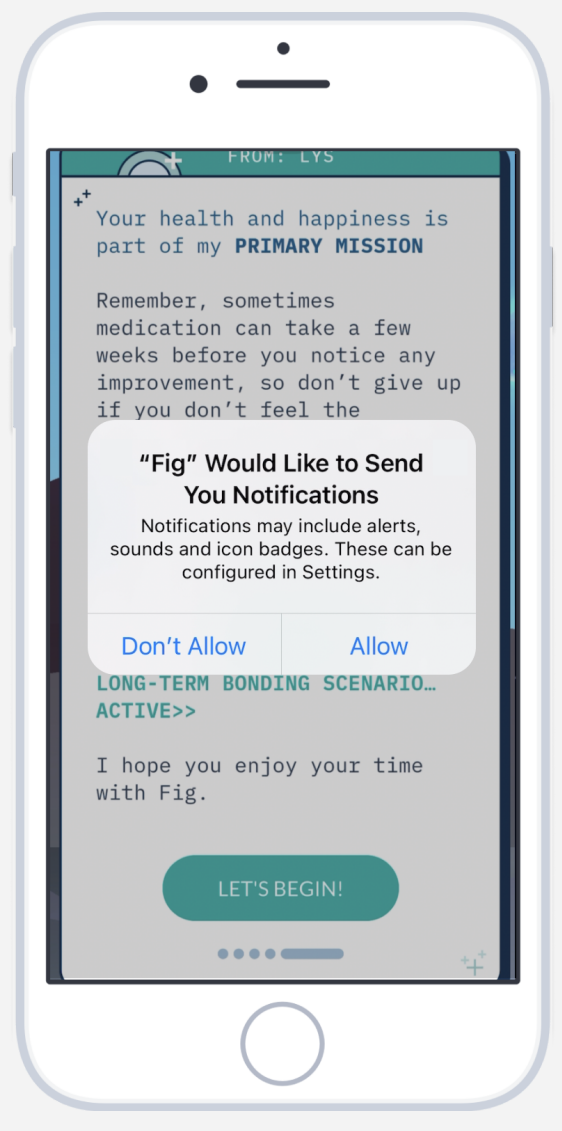 FROM: LYS
Your health and happiness is
part of my PRIMARY MISSION
Remember, sometimes
medication can take a few
weeks before you notice any
improvement, so don’t give up
if you don’t feel the
“Fig” Would Like to Send
You Notifications
Notifications may include alerts,
sounds and icon badges. These can be
configured in Settings.
Don’t Allow
Allow
LONG-TERM BONDING SCENARIO…
ACTIVE>>
I hope you enjoy your time
with Fig.
LET'S BEGIN!